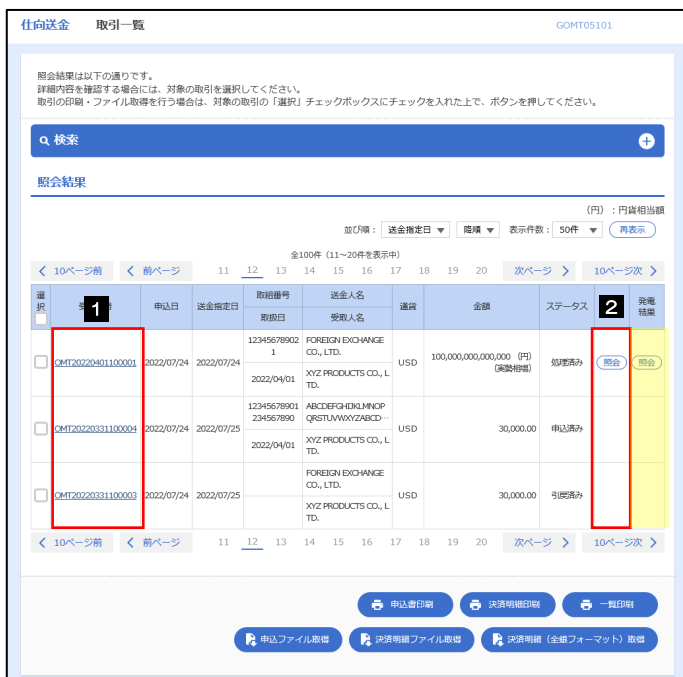 仕向送金 取引一覧 GOMT05101
照会結果は以下の通りです。
詳細内容を確認する場合には、対象の取引を選択してください。
取引の印刷・ファイル取得を行う場合は、対象の取引の「選択」チェックボックスにチェックを入れた上で、ボタンを押してください。
検索
照会結果
(円):円貨相当額
並び順: 送金指定日 ▼ 降順 ▼ 表示件数: 50件 ▼ 再表示
全100件(11~20件を表示中)
10ページ前 前ページ 11 12 13 14 15 16 17 18 19 20 次ページ 10ページ次
選択 1 申込日 送金指定日 取組番号 送金人名 通貨 金額 ステータス 2 発電結果
取扱日 受取人名
OMT20220401100001 2022/07/24 2022/07/24 123456789021 FOREIGN EXCHANGE CO., LTD. USD 100,000,000,000,000 (円) (実勢相場) 処理済み 照会 照会
2022/04/01 XYZ PRODUCTS CO., LTD.
OMT20220331100004 2022/07/24 2022/07/25 12345678901234567890 ABCDEFGHIJKLMNOPQRSTUVWXYZABCD… USD 30,000.00 申込済み
2022/04/01 XYZ PRODUCTS CO., LTD.
OMT20220331100003 2022/07/24 2022/07/25 FOREIGN EXCHANGE CO., LTD. USD 30,000.00 引戻済み
XYZ PRODUCTS CO., LTD.
10ページ前 前ページ 11 12 13 14 15 16 17 18 19 20 次ページ 10ページ次
申込書印刷 決済明細印刷 一覧印刷
申込ファイル取得 決済明細ファイル取得 決済明細(全銀フォーマット)取得